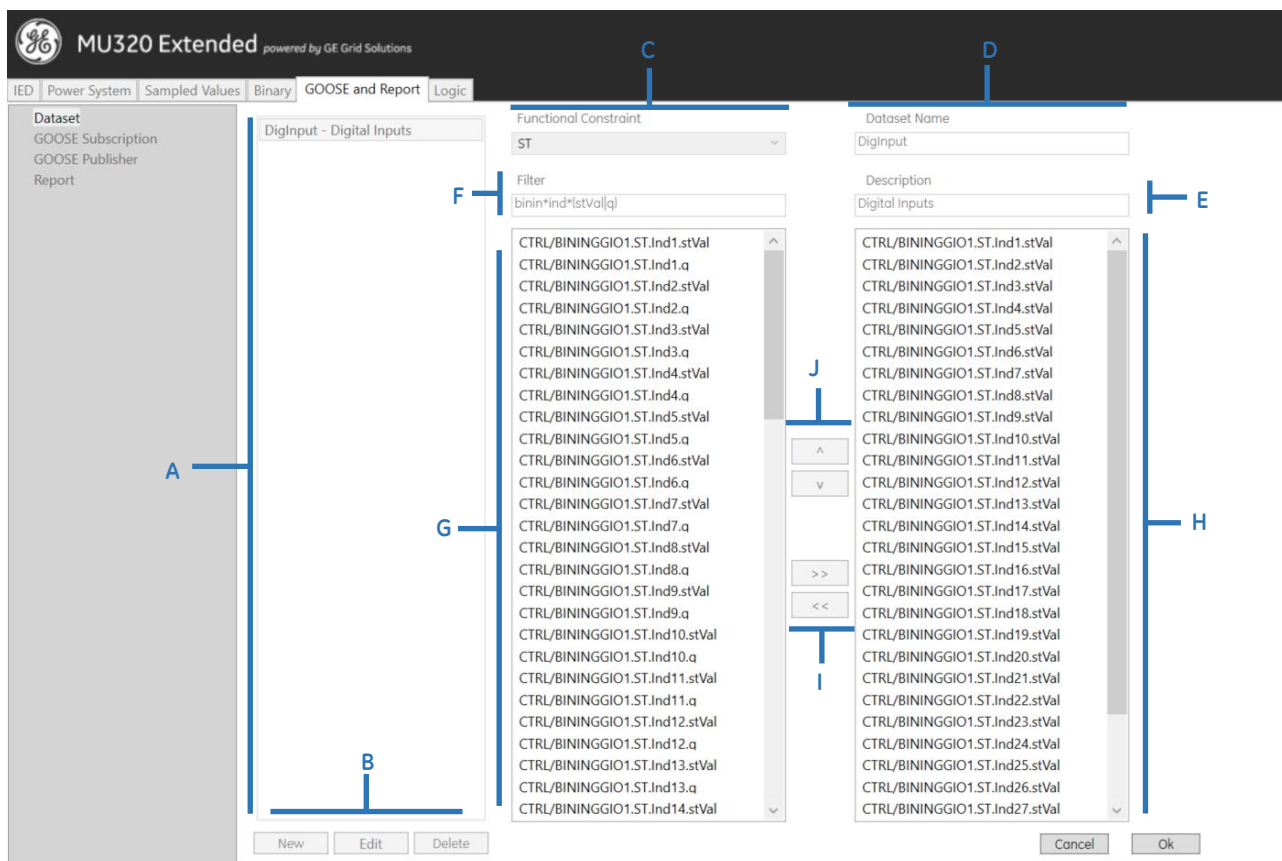 MU320 Extended powered by GE Grid Solutions
IED Power System Sampled Values Binary GOOSE and Report Logic
Dataset
GOOSE Subscription
GOOSE Publisher
Report
A
DigInput - Digital Inputs
B
New Edit Delete
C
Functional Constraint
ST
F
Filter
binin*ind*(stVal|q)
G
CTRL/BININGGIO1.ST.Ind1.stVal
CTRL/BININGGIO1.ST.Ind1.q
CTRL/BININGGIO1.ST.Ind2.stVal
CTRL/BININGGIO1.ST.Ind2.q
CTRL/BININGGIO1.ST.Ind3.stVal
CTRL/BININGGIO1.ST.Ind3.q
CTRL/BININGGIO1.ST.Ind4.stVal
CTRL/BININGGIO1.ST.Ind4.q
CTRL/BININGGIO1.ST.Ind5.stVal
CTRL/BININGGIO1.ST.Ind5.q
CTRL/BININGGIO1.ST.Ind6.stVal
CTRL/BININGGIO1.ST.Ind6.q
CTRL/BININGGIO1.ST.Ind7.stVal
CTRL/BININGGIO1.ST.Ind7.q
CTRL/BININGGIO1.ST.Ind8.stVal
CTRL/BININGGIO1.ST.Ind8.q
CTRL/BININGGIO1.ST.Ind9.stVal
CTRL/BININGGIO1.ST.Ind9.q
CTRL/BININGGIO1.ST.Ind10.stVal
CTRL/BININGGIO1.ST.Ind10.q
CTRL/BININGGIO1.ST.Ind11.stVal
CTRL/BININGGIO1.ST.Ind11.q
CTRL/BININGGIO1.ST.Ind12.stVal
CTRL/BININGGIO1.ST.Ind12.q
CTRL/BININGGIO1.ST.Ind13.stVal
CTRL/BININGGIO1.ST.Ind13.q
CTRL/BININGGIO1.ST.Ind14.stVal
J
^
v
>>
<<
I
D
Dataset Name
DigInput
Description
Digital Inputs
E
CTRL/BININGGIO1.ST.Ind1.stVal
CTRL/BININGGIO1.ST.Ind2.stVal
CTRL/BININGGIO1.ST.Ind3.stVal
CTRL/BININGGIO1.ST.Ind4.stVal
CTRL/BININGGIO1.ST.Ind5.stVal
CTRL/BININGGIO1.ST.Ind6.stVal
CTRL/BININGGIO1.ST.Ind7.stVal
CTRL/BININGGIO1.ST.Ind8.stVal
CTRL/BININGGIO1.ST.Ind9.stVal
CTRL/BININGGIO1.ST.Ind10.stVal
CTRL/BININGGIO1.ST.Ind11.stVal
CTRL/BININGGIO1.ST.Ind12.stVal
CTRL/BININGGIO1.ST.Ind13.stVal
CTRL/BININGGIO1.ST.Ind14.stVal
CTRL/BININGGIO1.ST.Ind15.stVal
CTRL/BININGGIO1.ST.Ind16.stVal
CTRL/BININGGIO1.ST.Ind17.stVal
CTRL/BININGGIO1.ST.Ind18.stVal
CTRL/BININGGIO1.ST.Ind19.stVal
CTRL/BININGGIO1.ST.Ind20.stVal
CTRL/BININGGIO1.ST.Ind21.stVal
CTRL/BININGGIO1.ST.Ind22.stVal
CTRL/BININGGIO1.ST.Ind23.stVal
CTRL/BININGGIO1.ST.Ind24.stVal
CTRL/BININGGIO1.ST.Ind25.stVal
CTRL/BININGGIO1.ST.Ind26.stVal
CTRL/BININGGIO1.ST.Ind27.stVal
H
Cancel Ok